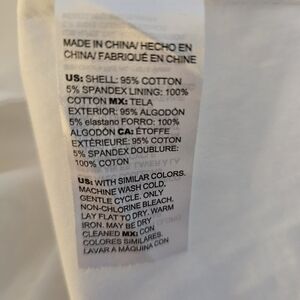 MADE IN CHINA/ HECHO EN
CHINA/ FABRIQUÉ EN CHINE
US: SHELL: 95% COTTON
5% SPANDEX LINING: 100%
COTTON MX: TELA
EXTERIOR: 95% ALGODÓN
5% elastano FORRO: 100%
ALGODÓN CA: ÉTOFFE
EXTÉRIEURE: 95% COTON
5% SPANDEX DOUBLURE:
100% COTON
US: WITH SIMILAR COLORS.
MACHINE WASH COLD,
GENTLE CYCLE. ONLY
NON-CHLORINE BLEACH,
LAY FLAT TO DRY. WARM
IRON. MAY BE DRY
CLEANED MX: CON
COLORES SIMILARES.
LAVAR A MÁQUINA CON